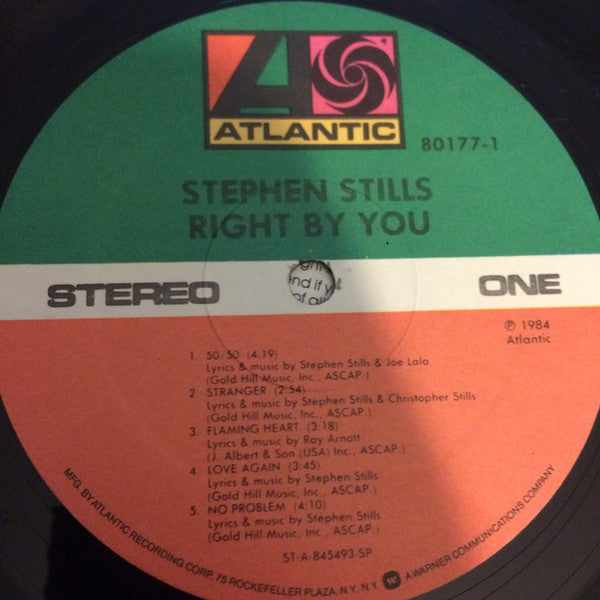 ATLANTIC
80177-1
STEPHEN STILLS
RIGHT BY YOU
ght
end if y
of a
STEREO
ONE
℗ 1984
Atlantic
1 50/50 (4:19)
Lyrics & music by Stephen Stills & Joe Lala
(Gold Hill Music, Inc., ASCAP.)
2 STRANGER (2:54)
Lyrics & music by Stephen Stills & Christopher Stills
(Gold Hill Music, Inc., ASCAP.)
3 FLAMING HEART (3:18)
Lyrics & music by Ray Arnott
(J. Albert & Son (USA) Inc., ASCAP.)
4 LOVE AGAIN (3:45)
Lyrics & music by Stephen Stills
(Gold Hill Music, Inc., ASCAP.)
5 NO PROBLEM (4:10)
Lyrics & music by Stephen Stills
(Gold Hill Music, Inc., ASCAP.)
ST-A-845493-SP
MFG. BY ATLANTIC RECORDING CORP., 75 ROCKEFELLER PLAZA, N.Y., N.Y. A WARNER COMMUNICATIONS COMPANY